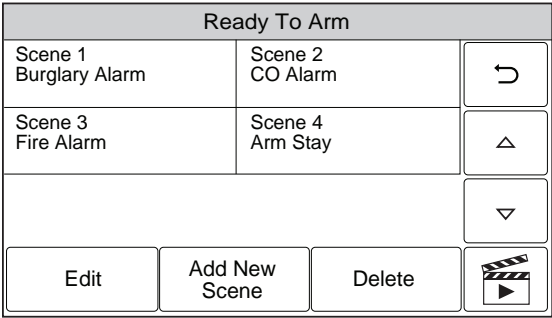 Ready To Arm
Scene 1
Burglary Alarm
Scene 2
CO Alarm
Scene 3
Fire Alarm
Scene 4
Arm Stay
Edit
Add New
Scene
Delete